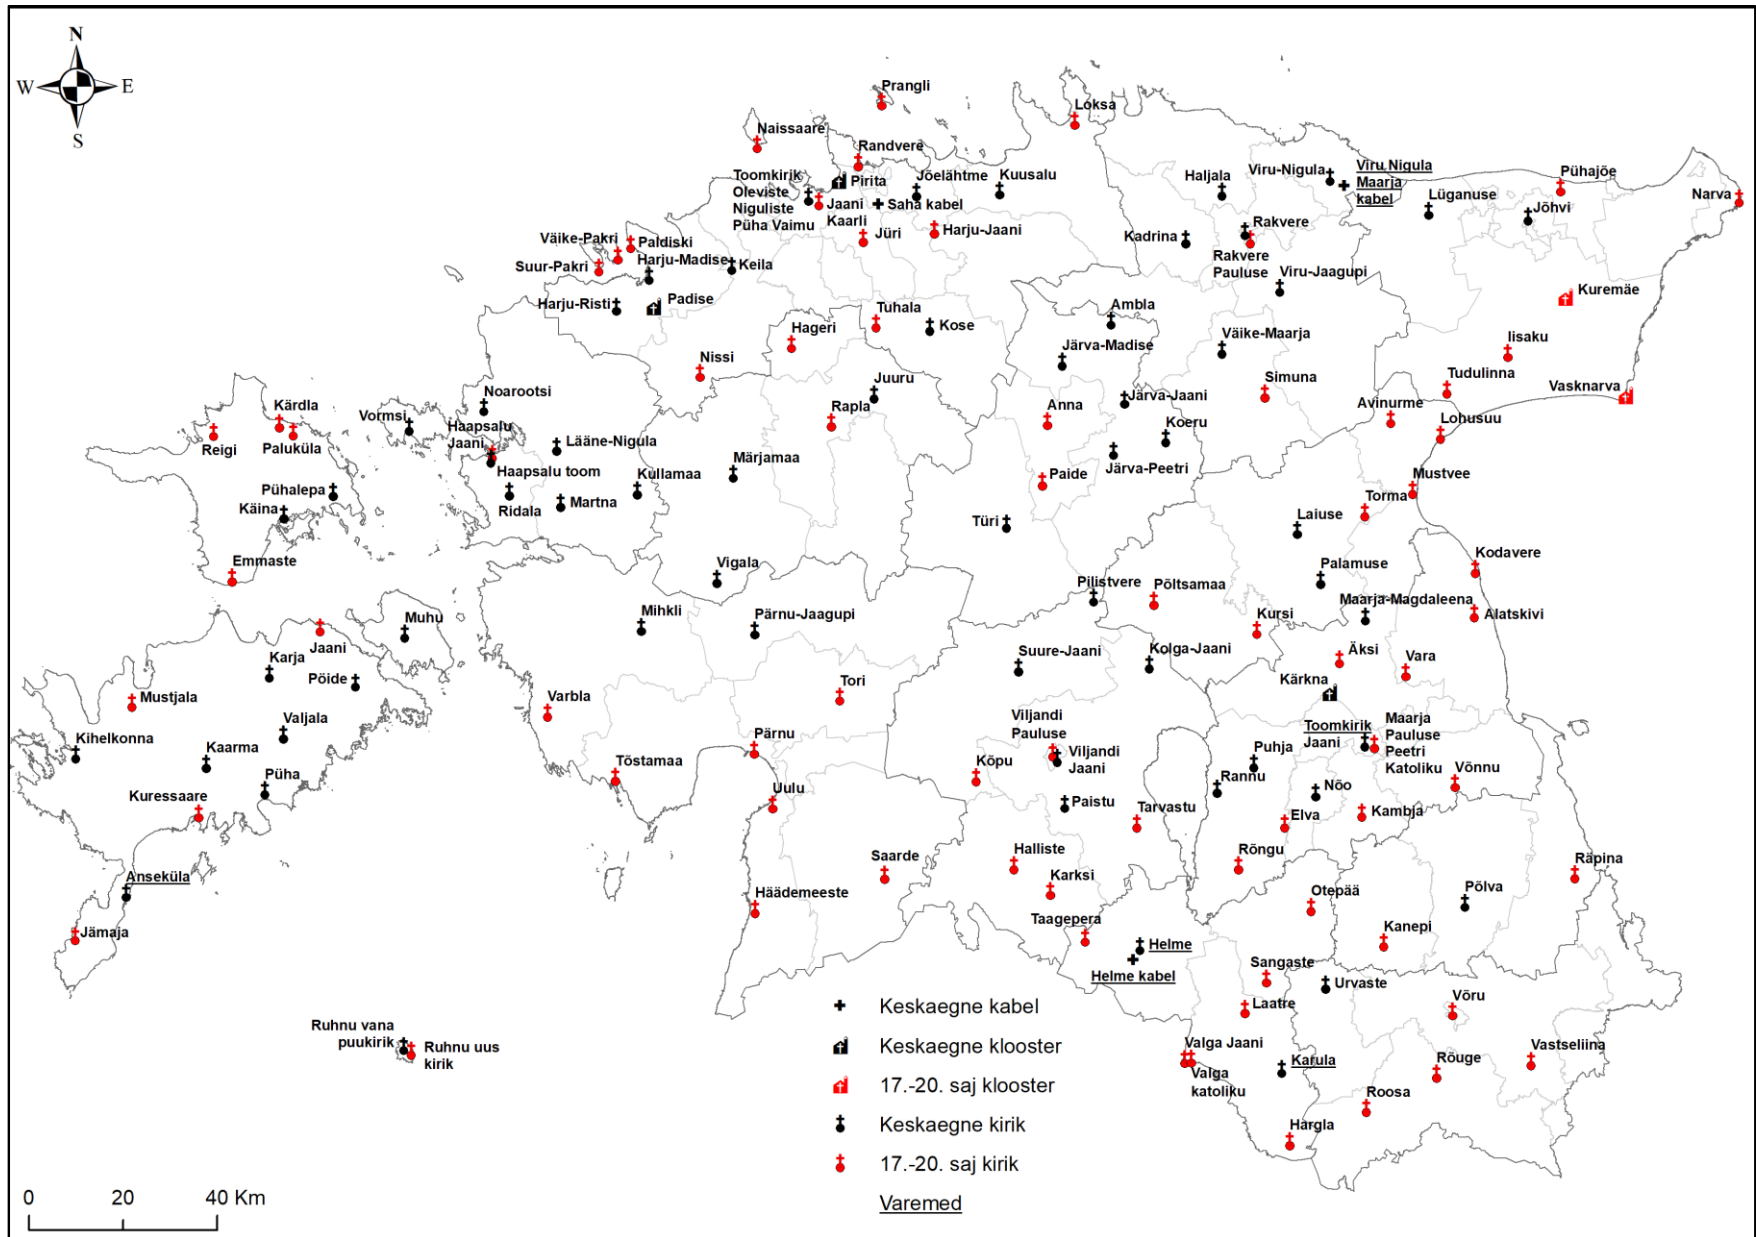 N
W
E
S
Prangli
Loksa
Naissaare
Randvere
Toomkirik
Oleviste
Niguliste
Püha Vaimu
Pirita
Jõelähtme
Kuusalu
Jaani
Kaarli
Saha kabel
Jüri
Harju-Jaani
Haljala
Viru-Nigula
Viru Nigula
Maarja
kabel
Lüganuse
Pühajõe
Jõhvi
Narva
Kadrina
Rakvere
Rakvere
Pauluse
Viru-Jaagupi
Väike-Pakri
Paldiski
Suur-Pakri
Harju-Madise
Keila
Harju-Risti
Padise
Kuremäe
Hageri
Tuhala
Kose
Ambla
Järva-Madise
Väike-Maarja
Iisaku
Nissi
Juuru
Rapla
Anna
Järva-Jaani
Koeru
Järva-Peetri
Simuna
Tudulinna
Vasknarva
Avinurme
Lohusuu
Noarootsi
Kärdla
Vormsi
Reigi
Paluküla
Haapsalu
Jaani
Lääne-Nigula
Haapsalu toom
Kullamaa
Märjamaa
Paide
Mustvee
Torma
Pühalepa
Käina
Ridala
Martna
Türi
Laiuse
Emmaste
Vigala
Pilistvere
Põltsamaa
Palamuse
Kodavere
Maarja-Magdaleena
Alatskivi
Muhu
Mihkli
Pärnu-Jaagupi
Kursi
Jaani
Karja
Pöide
Suure-Jaani
Kolga-Jaani
Äksi
Vara
Mustjala
Varbla
Tori
Kärkna
Valjala
Kihelkonna
Kaarma
Pärnu
Viljandi
Pauluse
Viljandi
Jaani
Toomkirik
Jaani
Maarja
Pauluse
Peetri
Katoliku
Puhja
Püha
Kuressaare
Tõstamaa
Uulu
Kõpu
Paistu
Rannu
Nõo
Võnnu
Tarvastu
Elva
Kambja
Anseküla
Saarde
Halliste
Karksi
Rõngu
Räpina
Häädemeeste
Otepää
Põlva
Jämaja
Taagepera
Helme
Helme kabel
Kanepi
Sangaste
Urvaste
Laatre
Võru
Ruhnu vana
puukirik
Ruhnu uus
kirik
Valga Jaani
Valga
katoliku
Karula
Rõuge
Vastseliina
Roosa
Hargla
Keskaegne kabel
Keskaegne klooster
17.-20. saj klooster
Keskaegne kirik
17.-20. saj kirik
Varemed
0 20 40 Km